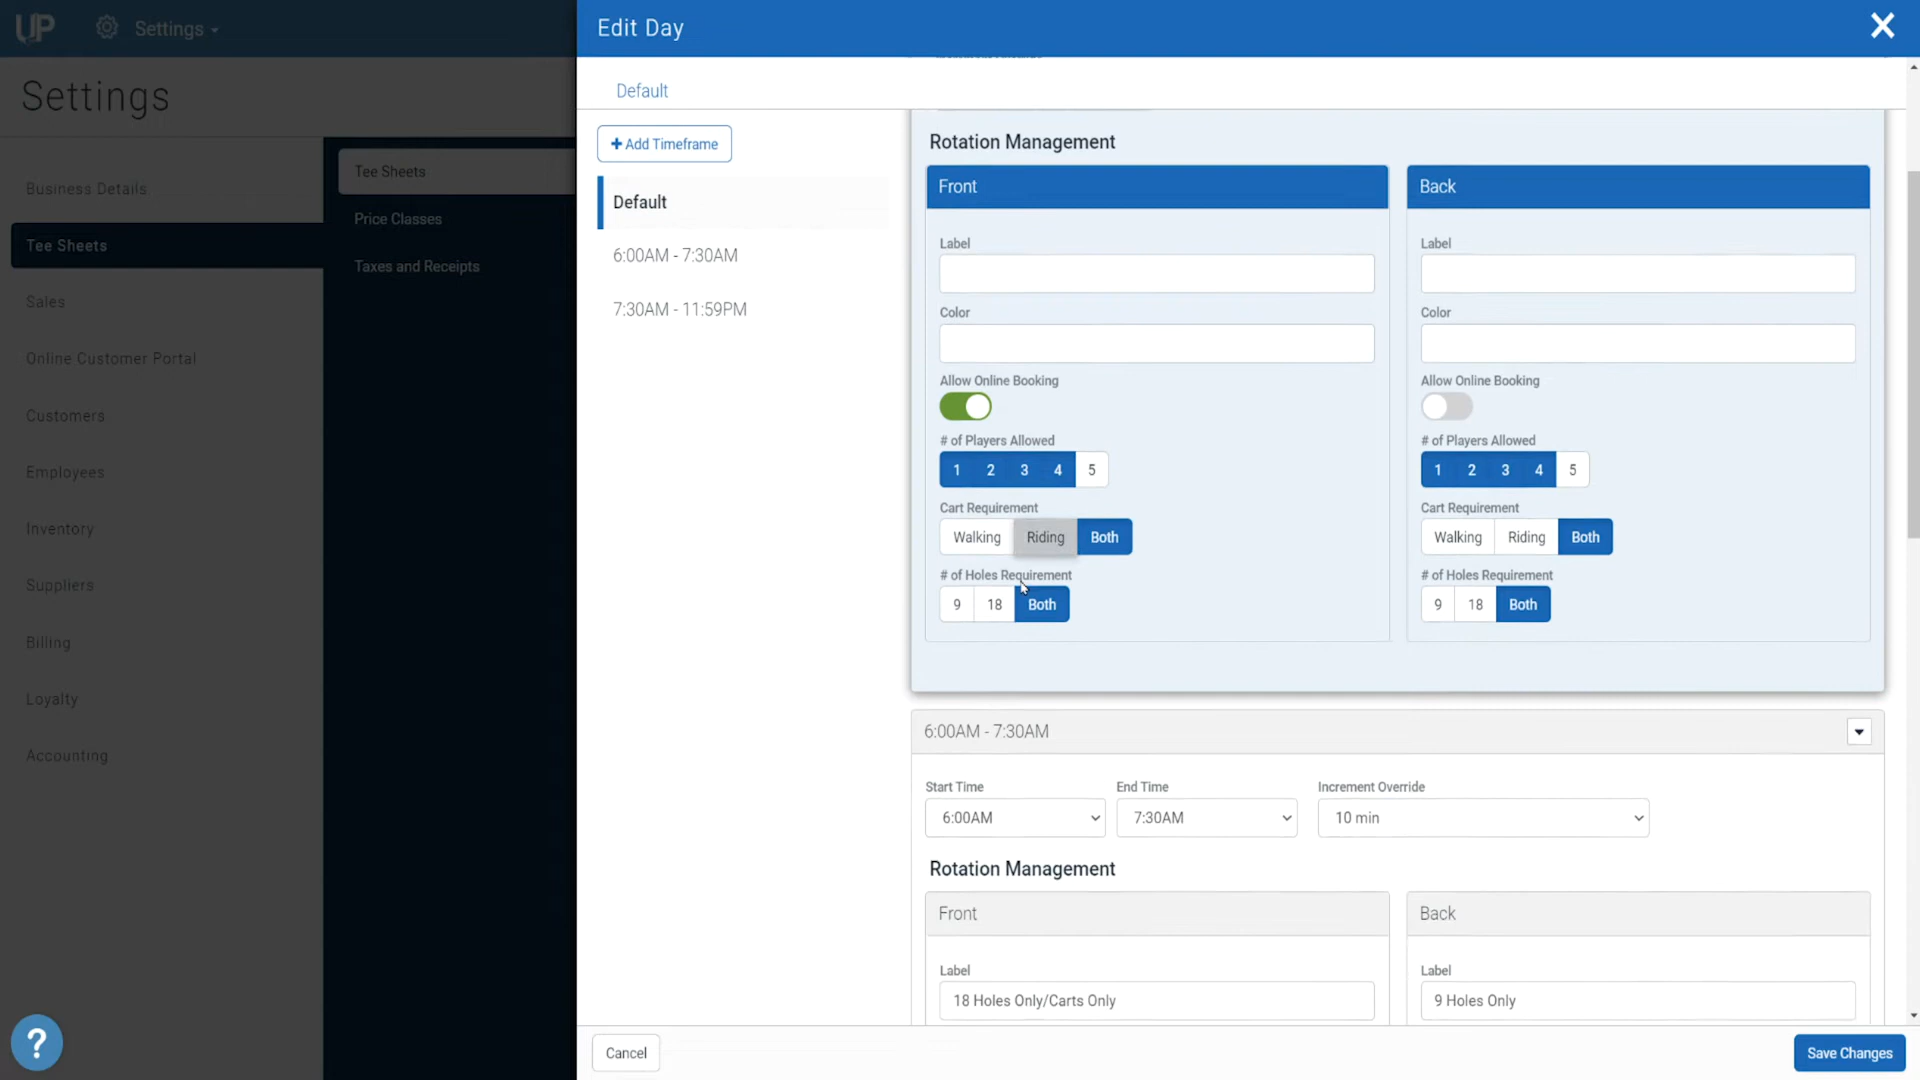 UP
Settings
Edit Day
Settings
Default
Business Details
Tee Sheets
Sales
Online Customer Portal
Customers
Employees
Inventory
Suppliers
Billing
Loyalty
Accounting
Tee Sheets
Price Classes
Taxes and Receipts
+ Add Timeframe
Default
6:00AM - 7:30AM
7:30AM - 11:59PM
Rotation Management
Front
Label
Color
Allow Online Booking
# of Players Allowed
1 2 3 4 5
Cart Requirement
Walking Riding Both
# of Holes Requirement
9 18 Both
Back
Label
Color
Allow Online Booking
# of Players Allowed
1 2 3 4 5
Cart Requirement
Walking Riding Both
# of Holes Requirement
9 18 Both
6:00AM - 7:30AM
Start Time End Time Increment Override
6:00AM 7:30AM 10 min
Rotation Management
Front
Label
18 Holes Only/Carts Only
Back
Label
9 Holes Only
?
Cancel
Save Changes